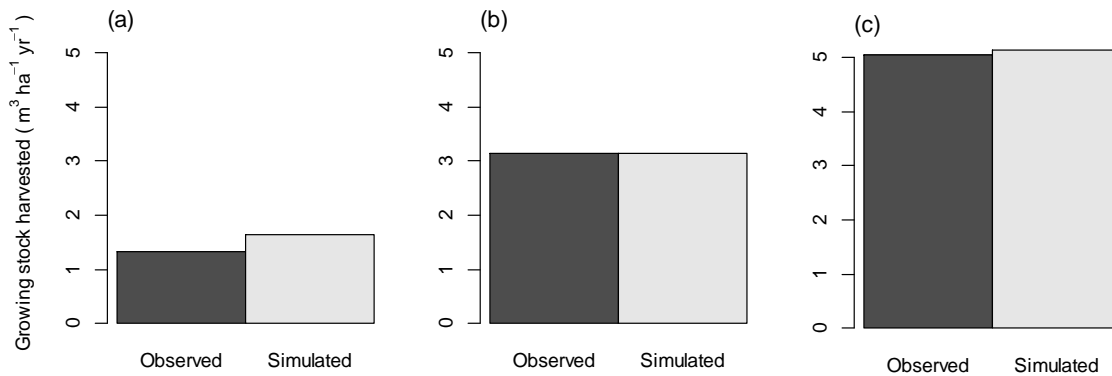 (a)
(b)
(c)
Growing stock harvested ( m³ ha⁻¹ yr⁻¹ )
5
4
3
2
1
0
5
4
3
2
1
0
5
4
3
2
1
0
Observed Simulated
Observed Simulated
Observed Simulated